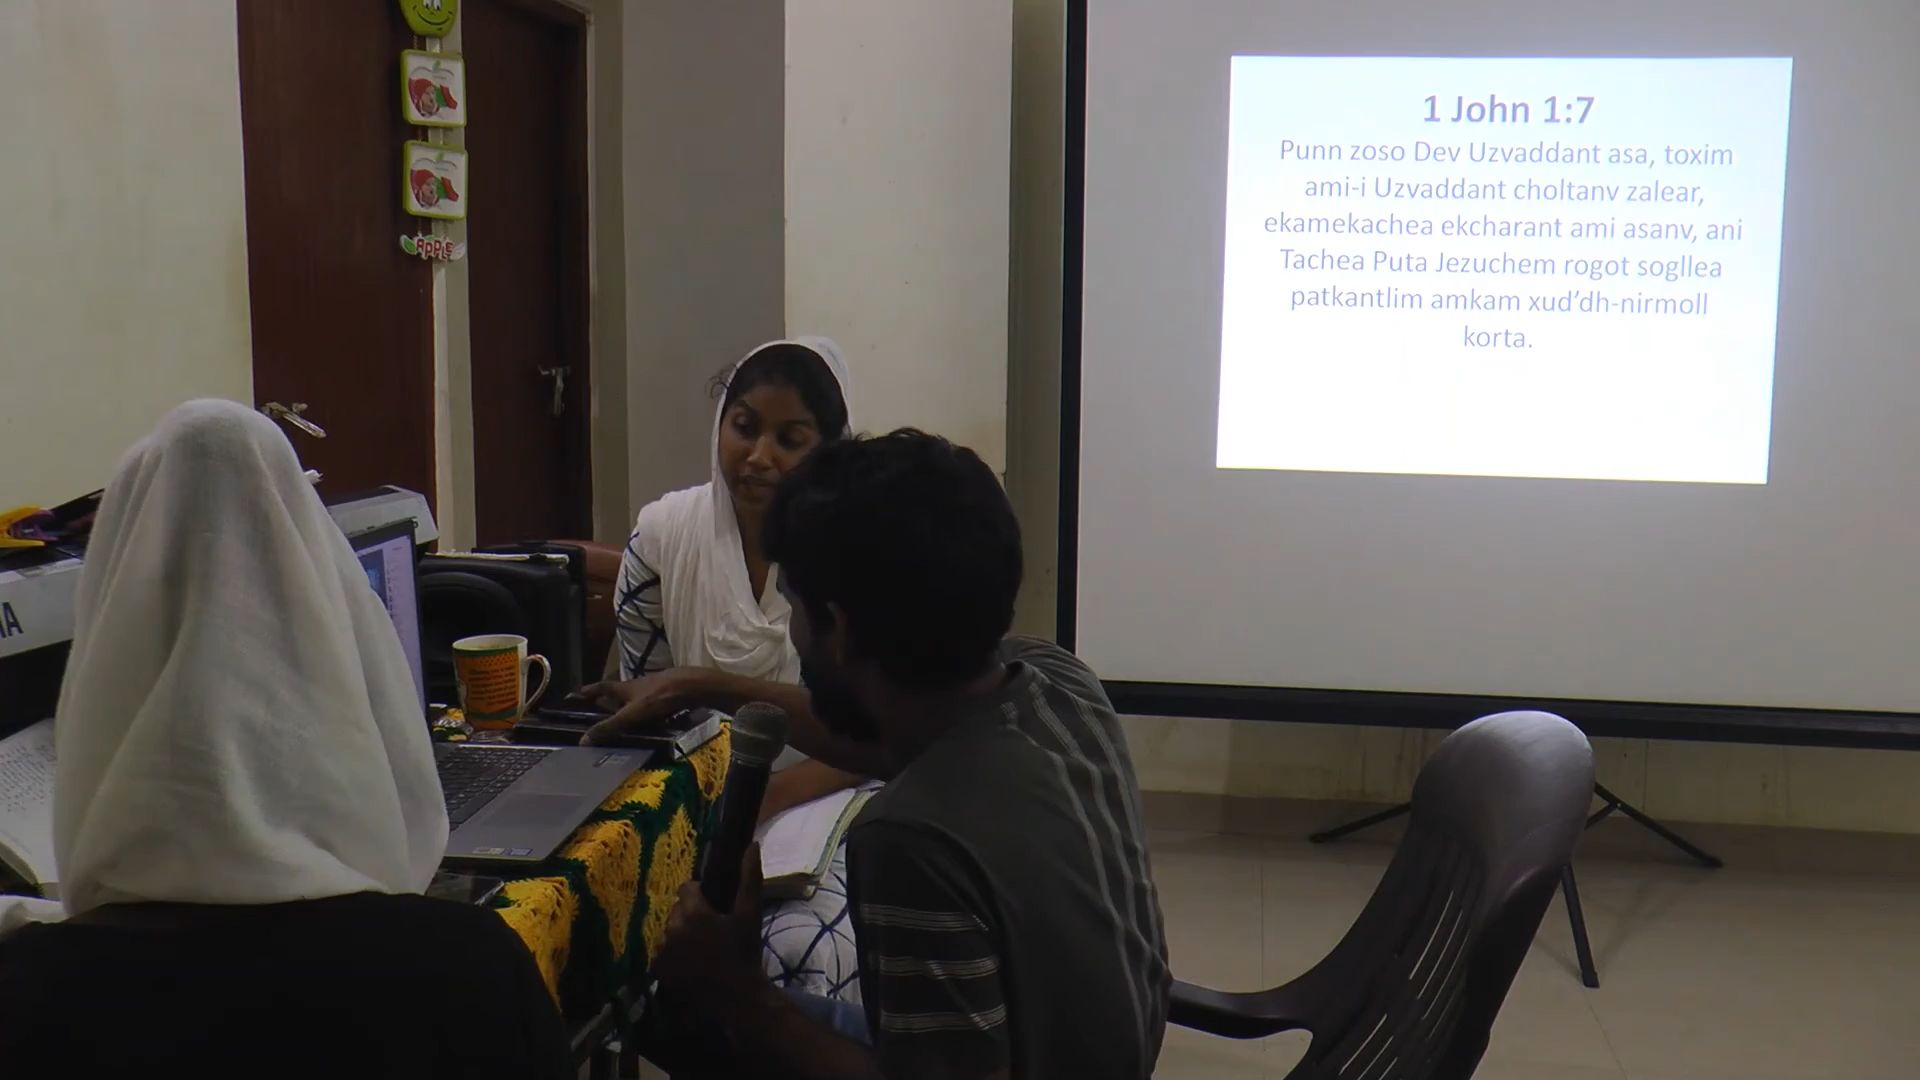 1 John 1:7
Punn zoso Dev Uzvaddant asa, toxim
ami-i Uzvaddant choltanv zalear,
ekamekachea ekcharant ami asanv, ani
Tachea Puta Jezuchem rogot sogllea
patkantlim amkam xud’dh-nirmoll
korta.
APPLE